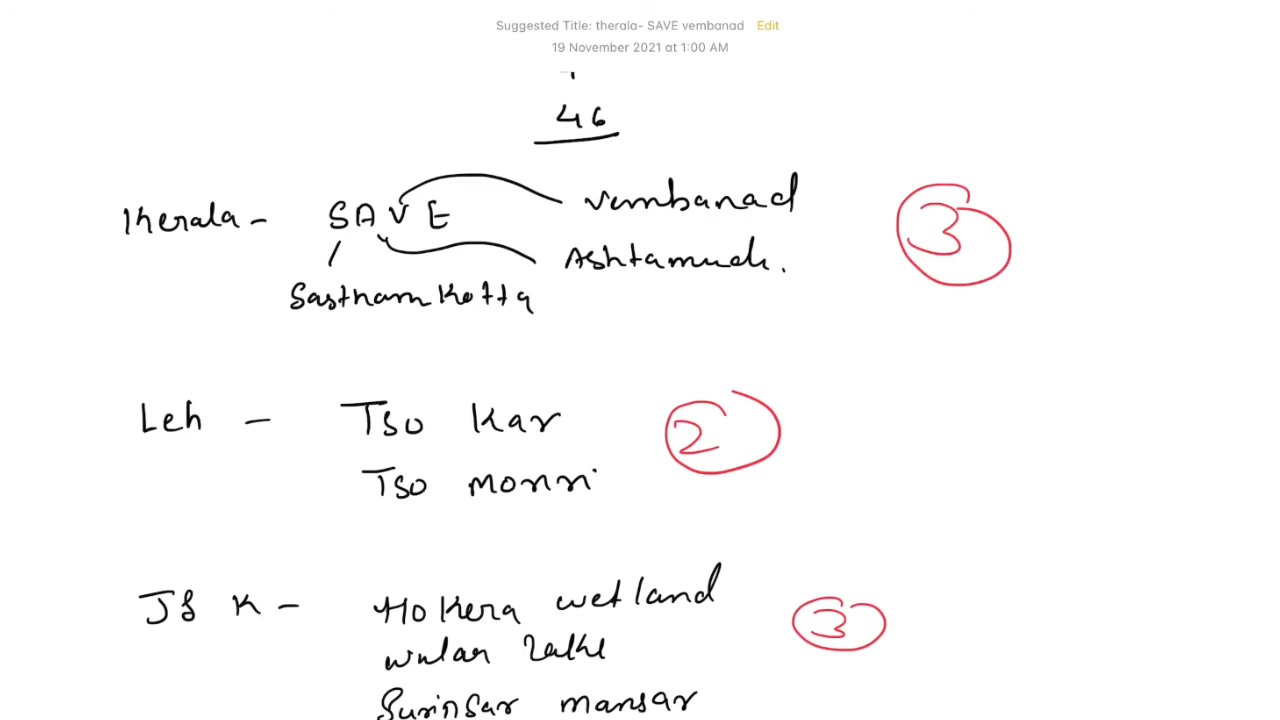 Suggested Title: therala- SAVE vembanad Edit
19 November 2021 at 1:00 AM
46
Kerala - SAVE vembanad 3
Ashtamudi.
Sasthamkotta
Leh - Tso Kar 2
Tso morri
J& K - Hokera wetland 3
wular Lake
Surinsar mansar